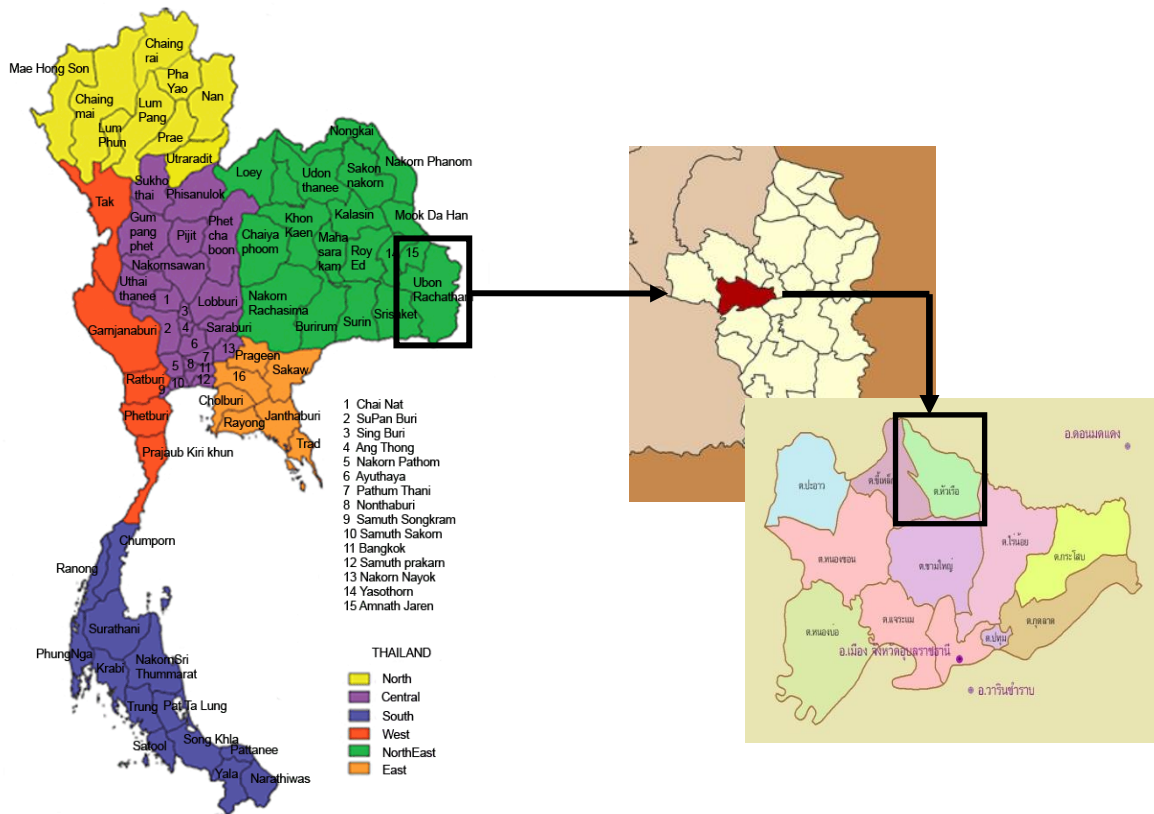 Chaing
rai
Mae Hong Son
Pha
Yao
Nan
Chaing
mai
Lum
Pang
Lum
Phun
Prae
Utraradit
Nongkai
Nakorn Phanom
Loey
Udon
thanee
Sakon
nakorn
Tak
Sukho
thai
Phisanulok
Gum
pang
phet
Pijit
Phet
cha
boon
Chaiya
phoom
Khon
Kaen
Kalasin
Mook Da Han
Maha
sara
kam
Roy
Ed
14
15
Nakornsawan
Uthai
thanee
Lobburi
Nakorn
Rachasima
Burirum
Surin
Srisaket
Ubon
Rachathan
1
2
3
4
5
6
7
8
9
10
11
12
13
16
Saraburi
Gamjanaburi
Prageen
Sakaw
Ratburi
Cholburi
Rayong
Janthaburi
Trad
Phetburi
Prajaub Kiri khun
Chumporn
Ranong
Surathani
PhungNga
Krabi
NakornSri
Thummarat
Trung
Pat Ta Lung
Satool
Song Khla
Pattanee
Yala
Narathiwas
1 Chai Nat
2 SuPan Buri
3 Sing Buri
4 Ang Thong
5 Nakorn Pathom
6 Ayuthaya
7 Pathum Thani
8 Nonthaburi
9 Samuth Songkram
10 Samuth Sakorn
11 Bangkok
12 Samuth prakarn
13 Nakorn Nayok
14 Yasothorn
15 Amnath Jaren
THAILAND
North
Central
South
West
NorthEast
East
อ.ดอนมดแดง
ต.ปะอาว
ต.ขี้เหล็ก
ต.หัวเรือ
ต.หนองขอน
ต.ขามใหญ่
ต.ไร่น้อย
ต.กระโสบ
ต.หนองบ่อ
ต.แจระแม
ต.ปทุม
ต.กุดลาด
อ.เมือง จังหวัดอุบลราชธานี
อ.วารินชำราบ